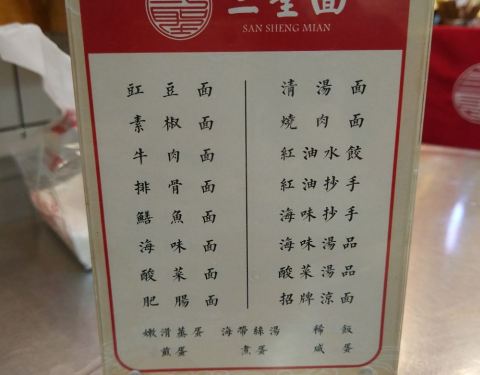 三聖面
SAN SHENG MIAN
豇豆面
素椒面
牛肉面
排骨面
鱔魚面
海味面
酸菜面
肥腸面
清湯面
燒肉面
紅油水餃
紅油抄手
海味抄手
海味湯品
酸菜湯品
招牌涼面
嫩滑蒸蛋 海帶絲湯 稀飯
煎蛋 煮蛋 咸蛋